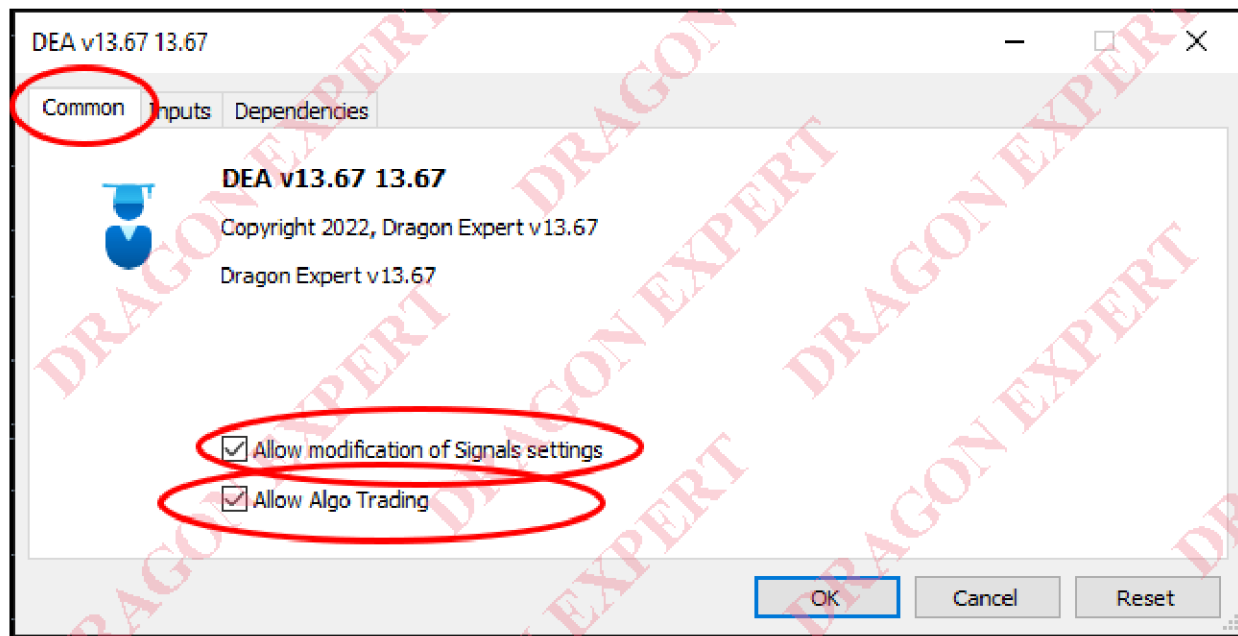 DEA v13.67 13.67
Common Inputs Dependencies
DEA v13.67 13.67
Copyright 2022, Dragon Expert v13.67
Dragon Expert v13.67
Allow modification of Signals settings
Allow Algo Trading
OK Cancel Reset
DRAGON EXPERT
DRAGON EXPERT
DRAGON EXPERT
DRAGON EXPERT